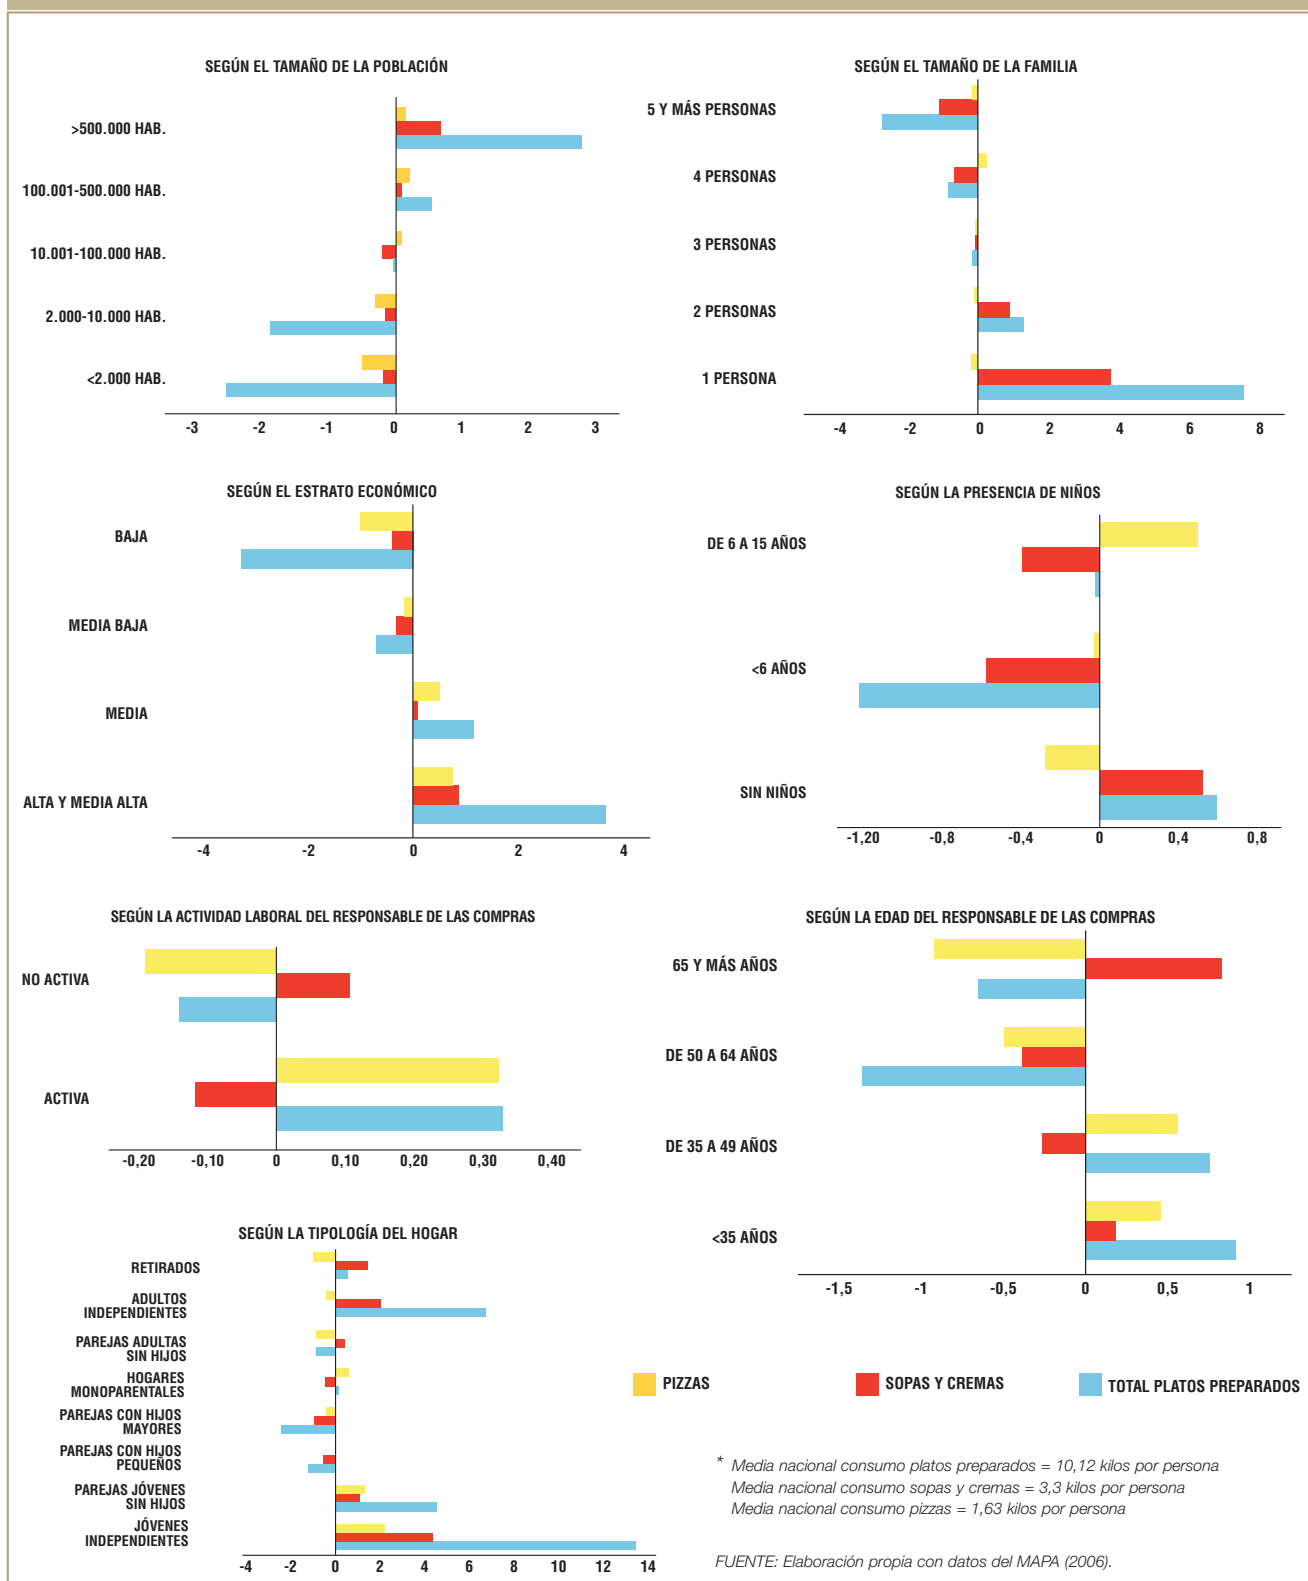 SEGÚN EL TAMAÑO DE LA POBLACIÓN
>500.000 HAB.
100.001-500.000 HAB.
10.001-100.000 HAB.
2.000-10.000 HAB.
<2.000 HAB.
-3 -2 -1 0 1 2 3
SEGÚN EL TAMAÑO DE LA FAMILIA
5 Y MÁS PERSONAS
4 PERSONAS
3 PERSONAS
2 PERSONAS
1 PERSONA
-4 -2 0 2 4 6 8
SEGÚN EL ESTRATO ECONÓMICO
BAJA
MEDIA BAJA
MEDIA
ALTA Y MEDIA ALTA
-4 -2 0 2 4
SEGÚN LA PRESENCIA DE NIÑOS
DE 6 A 15 AÑOS
<6 AÑOS
SIN NIÑOS
-1,20 -0,8 -0,4 0 0,4 0,8
SEGÚN LA ACTIVIDAD LABORAL DEL RESPONSABLE DE LAS COMPRAS
NO ACTIVA
ACTIVA
-0,20 -0,10 0 0,10 0,20 0,30 0,40
SEGÚN LA EDAD DEL RESPONSABLE DE LAS COMPRAS
65 Y MÁS AÑOS
DE 50 A 64 AÑOS
DE 35 A 49 AÑOS
<35 AÑOS
-1,5 -1 -0,5 0 0,5 1
SEGÚN LA TIPOLOGÍA DEL HOGAR
RETIRADOS
ADULTOS
INDEPENDIENTES
PAREJAS ADULTAS
SIN HIJOS
HOGARES
MONOPARENTALES
PAREJAS CON HIJOS
MAYORES
PAREJAS CON HIJOS
PEQUEÑOS
PAREJAS JÓVENES
SIN HIJOS
JÓVENES
INDEPENDIENTES
-4 -2 0 2 4 6 8 10 12 14
PIZZAS
SOPAS Y CREMAS
TOTAL PLATOS PREPARADOS
* Media nacional consumo platos preparados = 10,12 kilos por persona
Media nacional consumo sopas y cremas = 3,3 kilos por persona
Media nacional consumo pizzas = 1,63 kilos por persona
FUENTE: Elaboración propia con datos del MAPA (2006).